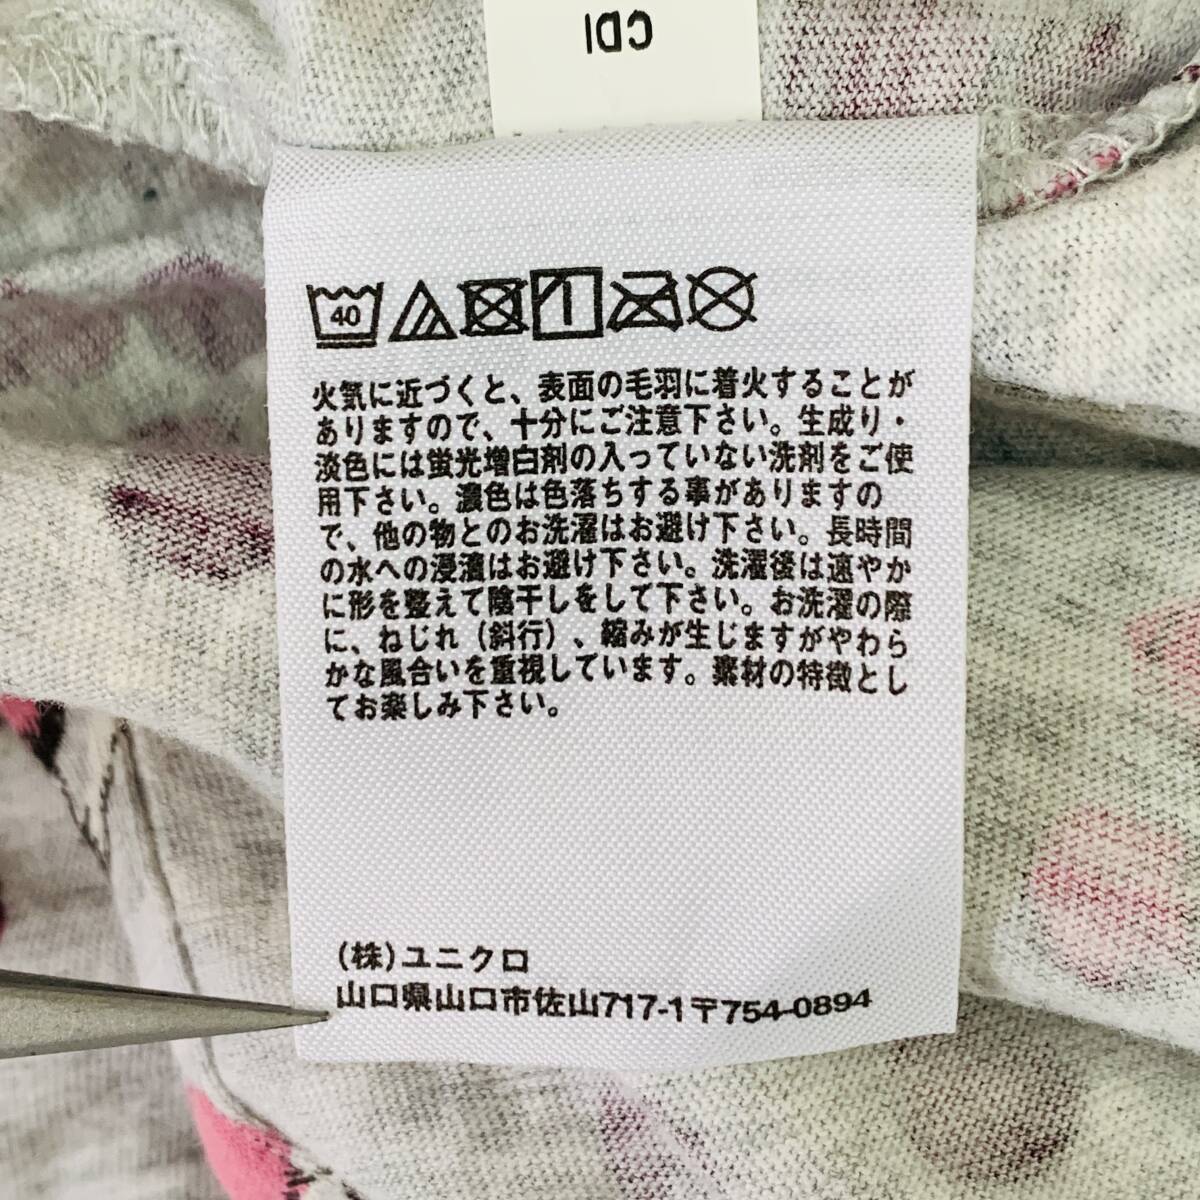 CDI
40
火気に近づくと、表面の毛羽に着火することが
ありますので、十分にご注意下さい。生成り・
淡色には蛍光増白剤の入っていない洗剤をご使
用下さい。濃色は色落ちする事がありますの
で、他の物とのお洗濯はお避け下さい。長時間
の水への浸漬はお避け下さい。洗濯後は速やか
に形を整えて陰干しをして下さい。お洗濯の際
に、ねじれ（斜行）、縮みが生じますがやわら
かな風合いを重視しています。素材の特徴とし
てお楽しみ下さい。
(株)ユニクロ
山口県山口市佐山717-1〒754-0894